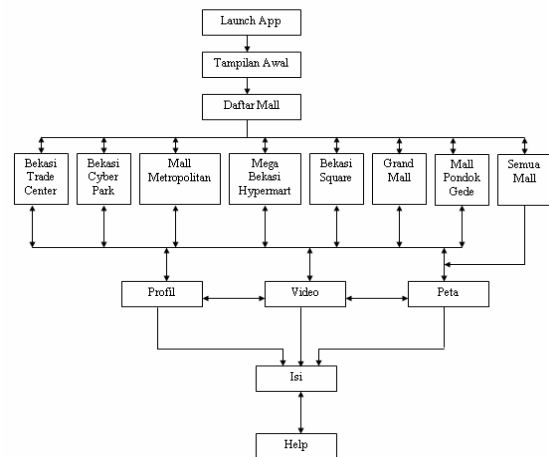 Launch App
Tampilan Awal
Daftar Mall
Bekasi
Trade
Center
Bekasi
Cyber
Park
Mall
Metropolitan
Mega
Bekasi
Hypermart
Bekasi
Square
Grand
Mall
Mall
Pondok
Gede
Semua
Mall
Profil
Video
Peta
Isi
Help